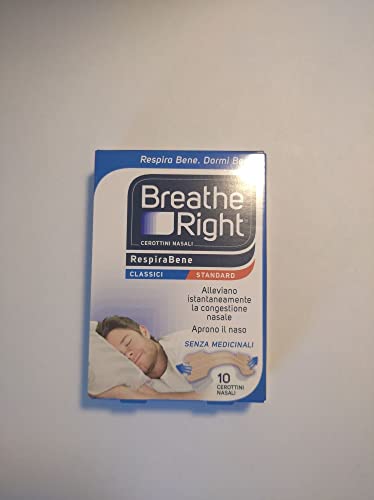 Respira Bene. Dormi Be
Breathe
Right
CEROTTINI NASALI
RespiraBene
CLASSICI STANDARD
Alleviano
istantaneamente
la congestione
nasale
Aprono il naso
SENZA MEDICINALI
10
CEROTTINI
NASALI